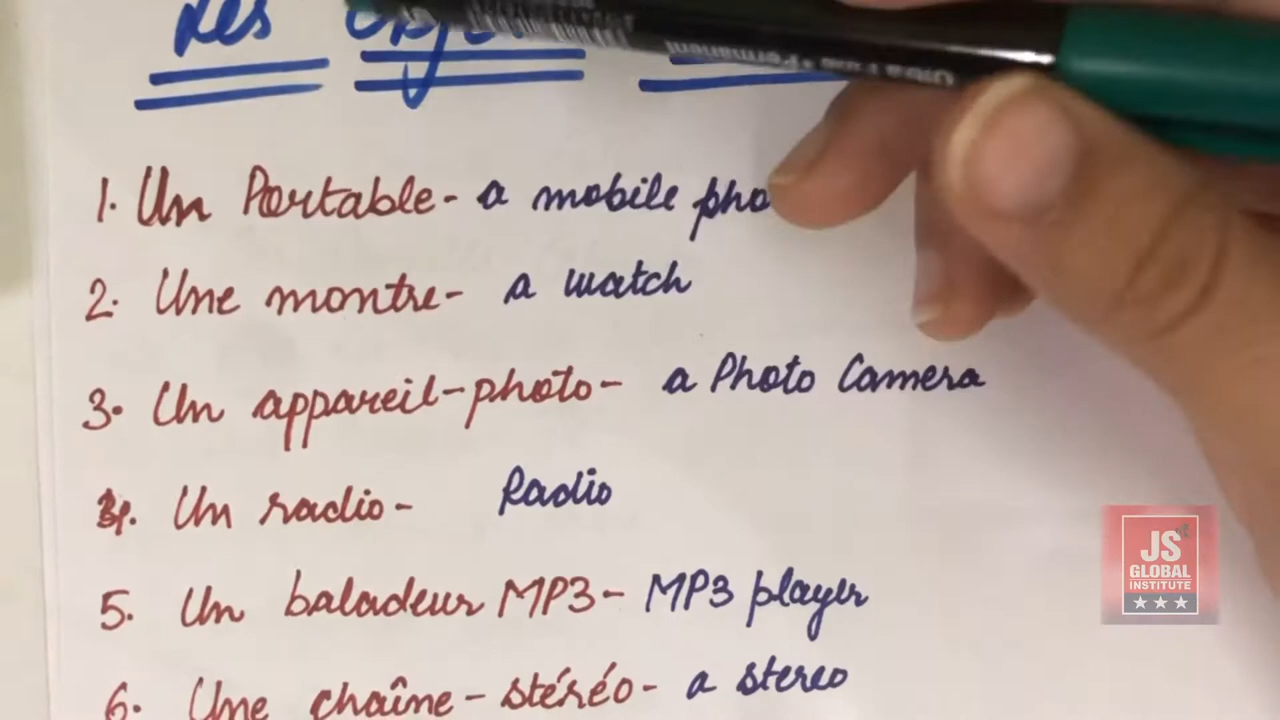 Les
1. Un Portable - a mobile pho
2. Une montre - a watch
3. Un appareil-photo - a Photo Camera
4. Un radio - Radio
5. Un baladeur MP3 - MP3 player
6. Une chaîne-stéréo - a stereo
JS
GLOBAL
INSTITUTE